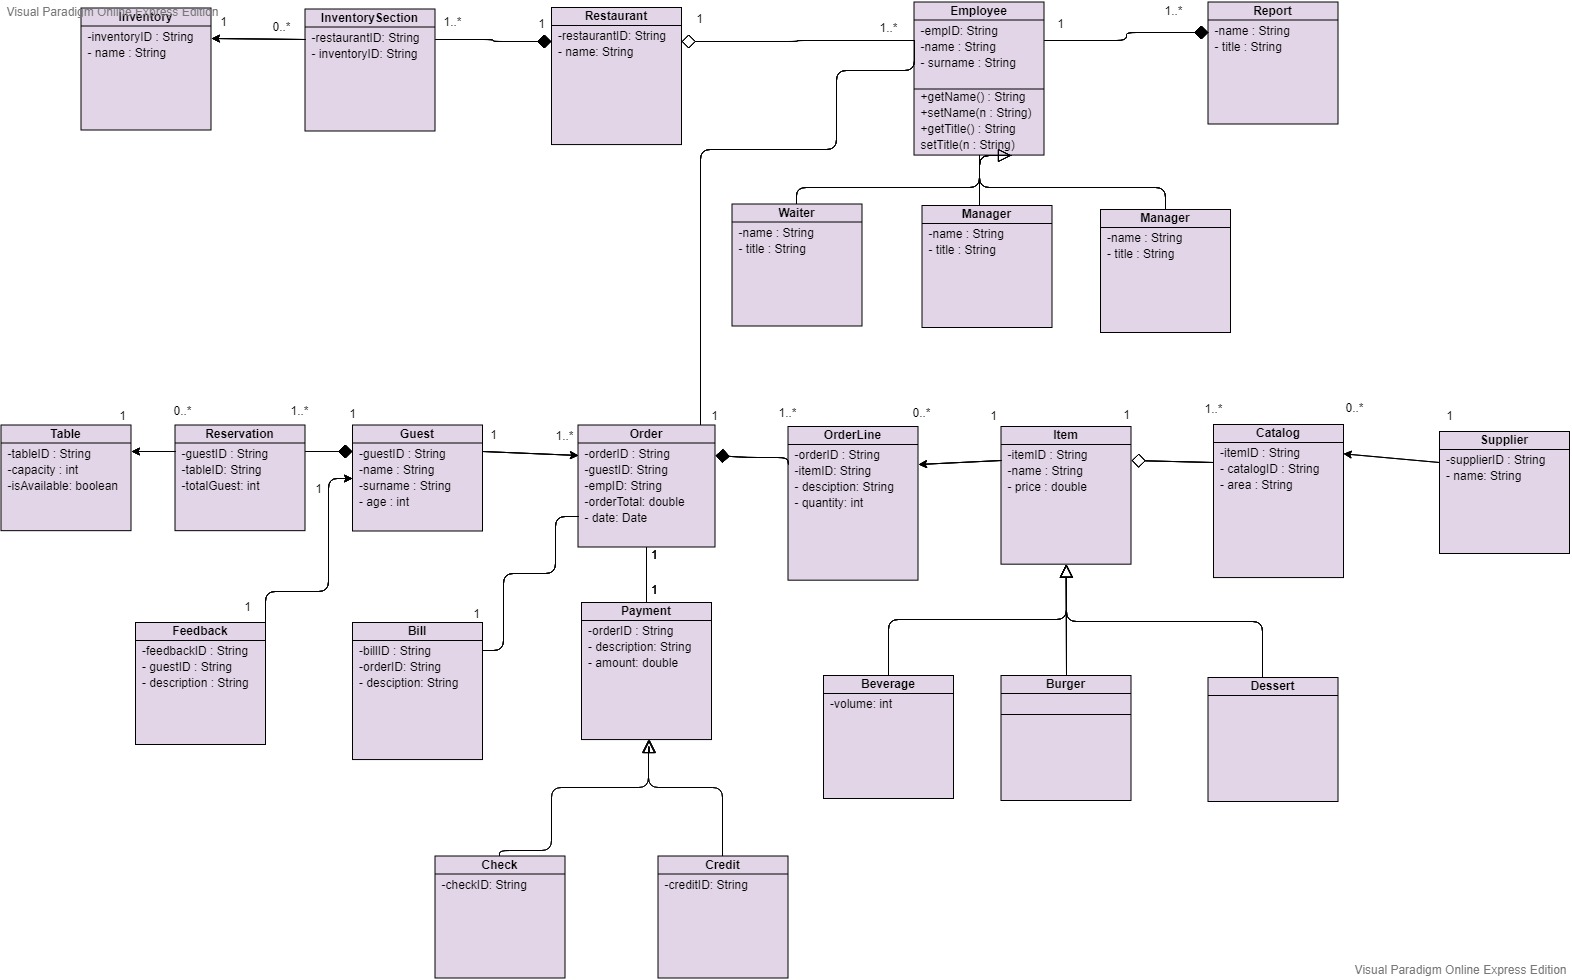 Visual Paradigm Online Express Edition
Inventory
-inventoryID : String
- name : String
1
0..*
InventorySection
-restaurantID: String
- inventoryID: String
1..*
1
Restaurant
-restaurantID: String
- name: String
1
1..*
Employee
-empID: String
-name : String
- surname : String
+getName() : String
+setName(n : String)
+getTitle() : String
setTitle(n : String)
1
1..*
Report
-name : String
- title : String
Waiter
-name : String
- title : String
Manager
-name : String
- title : String
Manager
-name : String
- title : String
1
0..*
1..*
1
1
1..*
1
1..*
0..*
1
1
1..*
0..*
1
Table
-tableID : String
-capacity : int
-isAvailable: boolean
Reservation
-guestID : String
-tableID: String
-totalGuest: int
Guest
-guestID : String
-name : String
-surname : String
- age : int
Order
-orderID : String
-guestID: String
-empID: String
-orderTotal: double
- date: Date
OrderLine
-orderID : String
-itemID: String
- desciption: String
- quantity: int
Item
-itemID : String
-name : String
- price : double
Catalog
-itemID : String
- catalogID : String
- area : String
Supplier
-supplierID : String
- name: String
1
1
1
1
1
Feedback
-feedbackID : String
- guestID : String
- description : String
Bill
-billID : String
-orderID: String
- desciption: String
Payment
-orderID : String
- description: String
- amount: double
Beverage
-volume: int
Burger
Dessert
Check
-checkID: String
Credit
-creditID: String
Visual Paradigm Online Express Edition